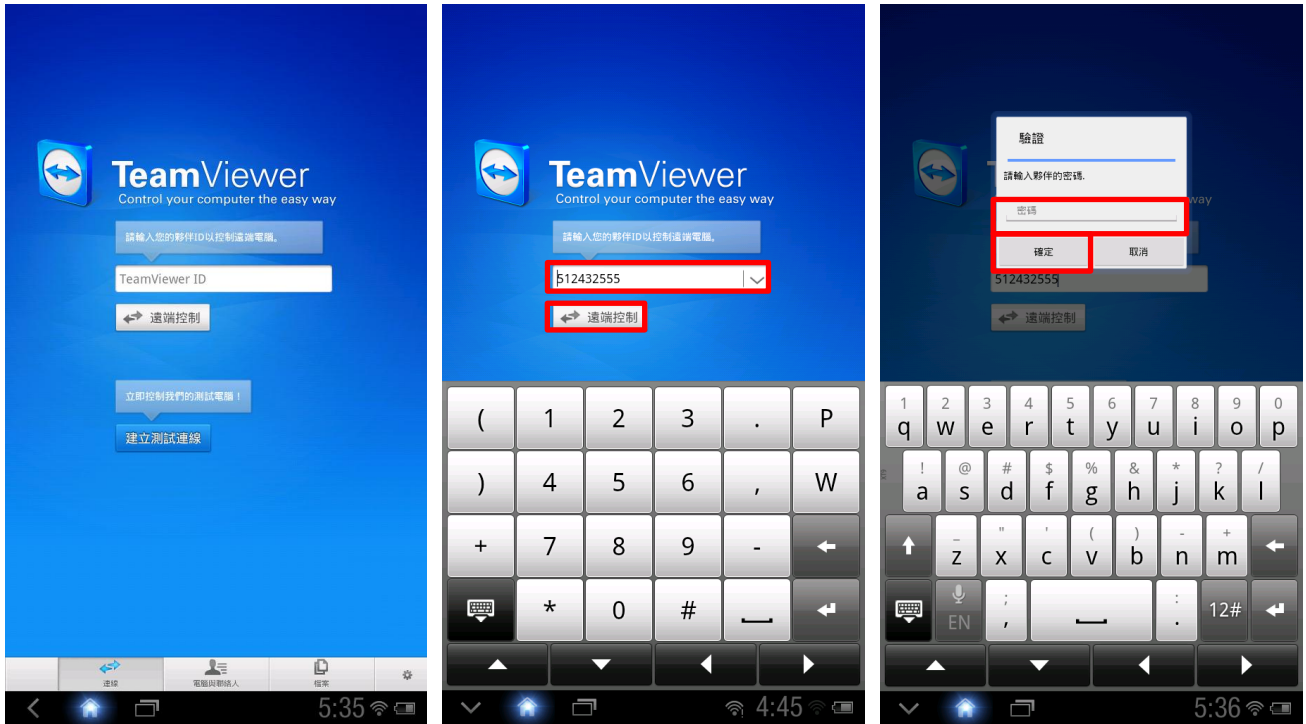 TeamViewer
Control your computer the easy way
請輸入您的夥伴ID以控制遠端電腦。
TeamViewer ID
遠端控制
立即控制我們的測試電腦！
建立測試連線
連線
電腦與聯絡人
檔案
5:35
TeamViewer
Control your computer the easy way
請輸入您的夥伴ID以控制遠端電腦。
512432555
遠端控制
( 1 2 3 . P
) 4 5 6 , W
+ 7 8 9 -
* 0 #
4:45
驗證
請輸入夥伴的密碼.
way
密碼
確定 取消
512432555
遠端控制
1 2 3 4 5 6 7 8 9 0
q w e r t y u i o p
! @ # $ % & * ? /
a s d f g h j k l
_ " ' ( ) - +
z x c v b n m
; :
EN , . 12#
5:36